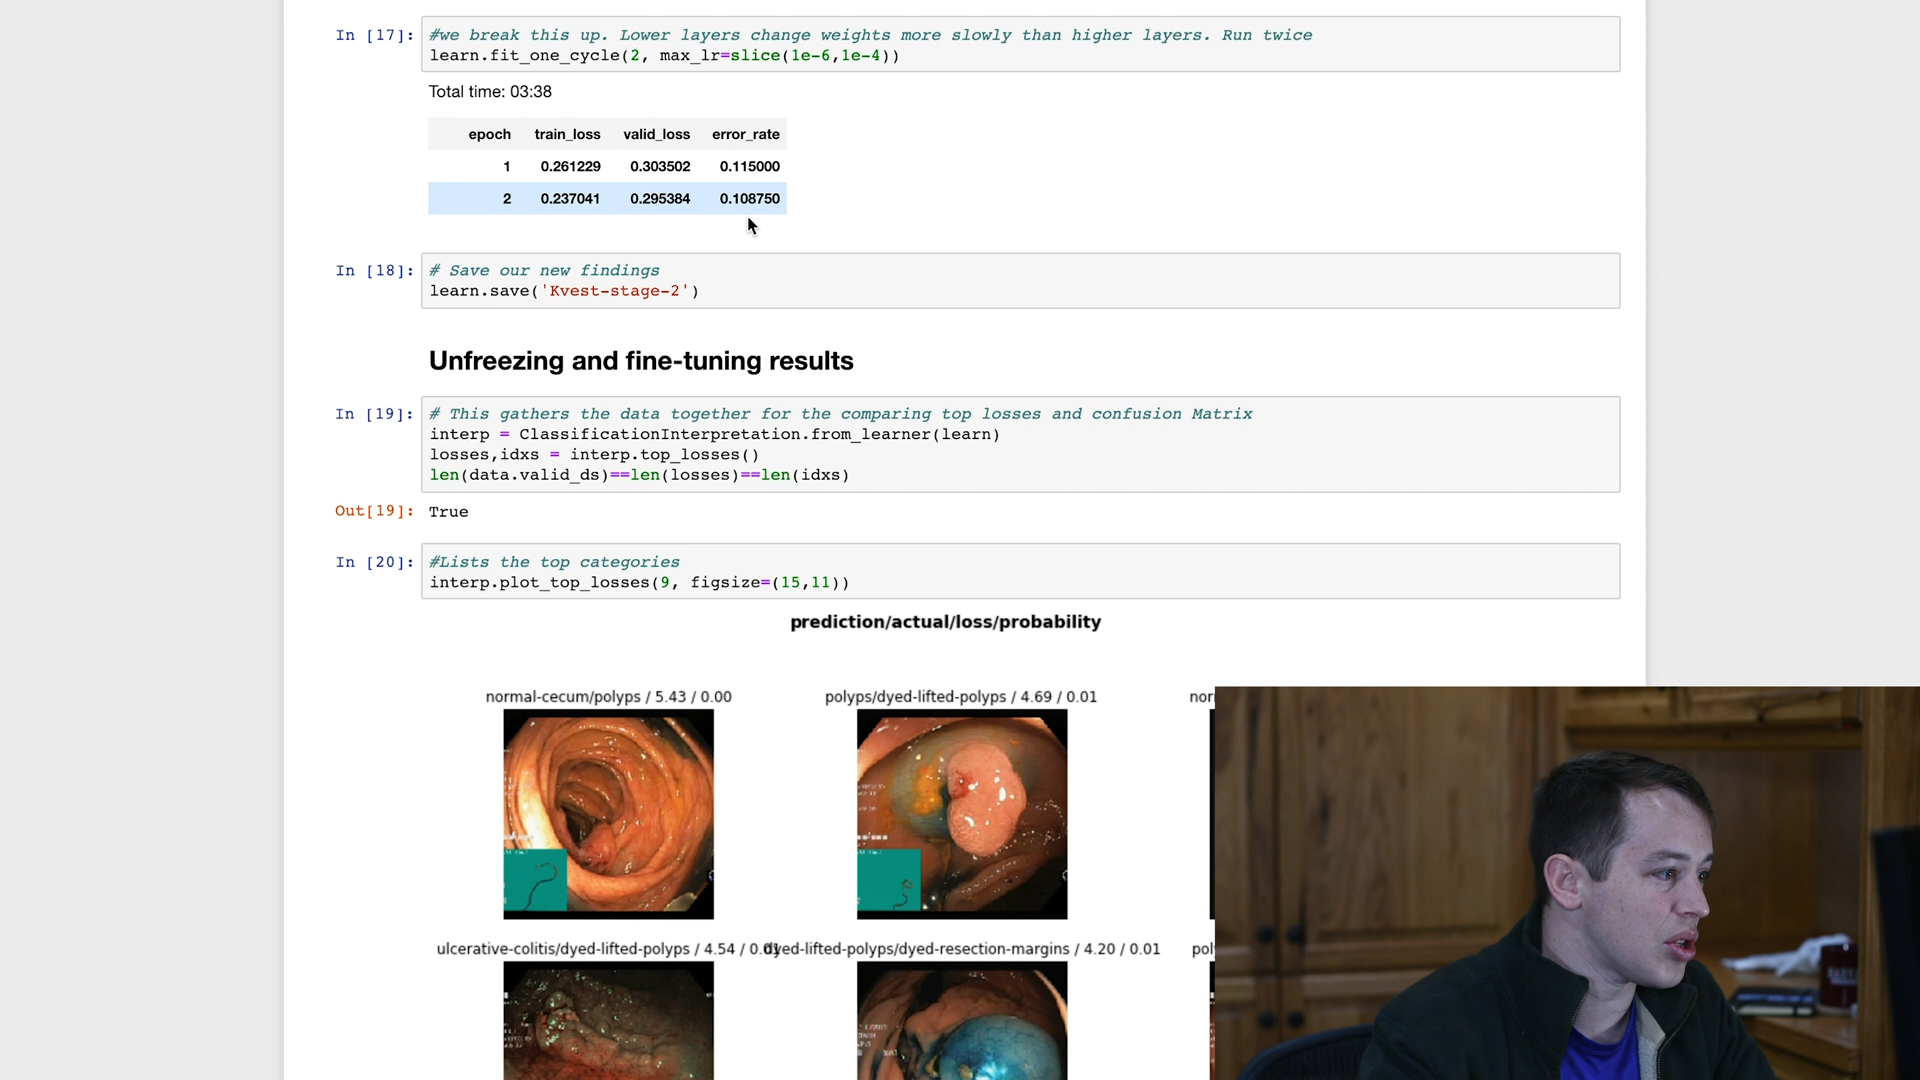 In [17]: #we break this up. Lower layers change weights more slowly than higher layers. Run twice
learn.fit_one_cycle(2, max_lr=slice(1e-6,1e-4))
Total time: 03:38
epoch train_loss valid_loss error_rate
1 0.261229 0.303502 0.115000
2 0.237041 0.295384 0.108750
In [18]: # Save our new findings
learn.save('Kvest-stage-2')
Unfreezing and fine-tuning results
In [19]: # This gathers the data together for the comparing top losses and confusion Matrix
interp = ClassificationInterpretation.from_learner(learn)
losses,idxs = interp.top_losses()
len(data.valid_ds)==len(losses)==len(idxs)
Out[19]: True
In [20]: #Lists the top categories
interp.plot_top_losses(9, figsize=(15,11))
prediction/actual/loss/probability
normal-cecum/polyps / 5.43 / 0.00 polyps/dyed-lifted-polyps / 4.69 / 0.01 nor
ulcerative-colitis/dyed-lifted-polyps / 4.54 / 0.01 dyed-lifted-polyps/dyed-resection-margins / 4.20 / 0.01 pol